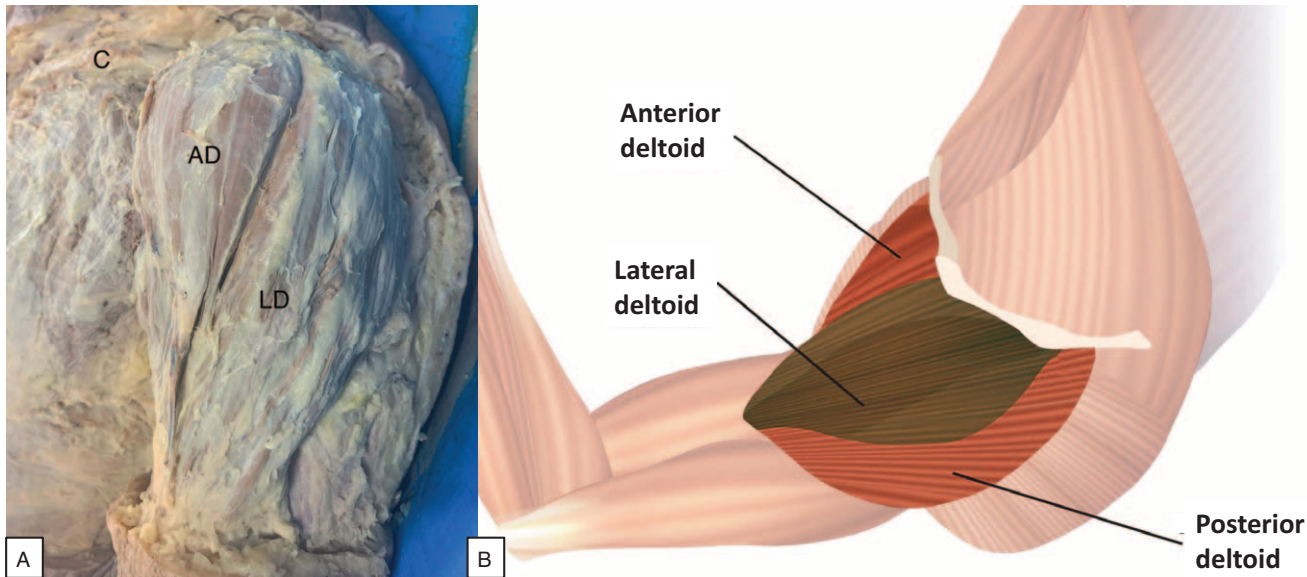 C
AD
LD
A
Anterior
deltoid
Lateral
deltoid
Posterior
deltoid
B